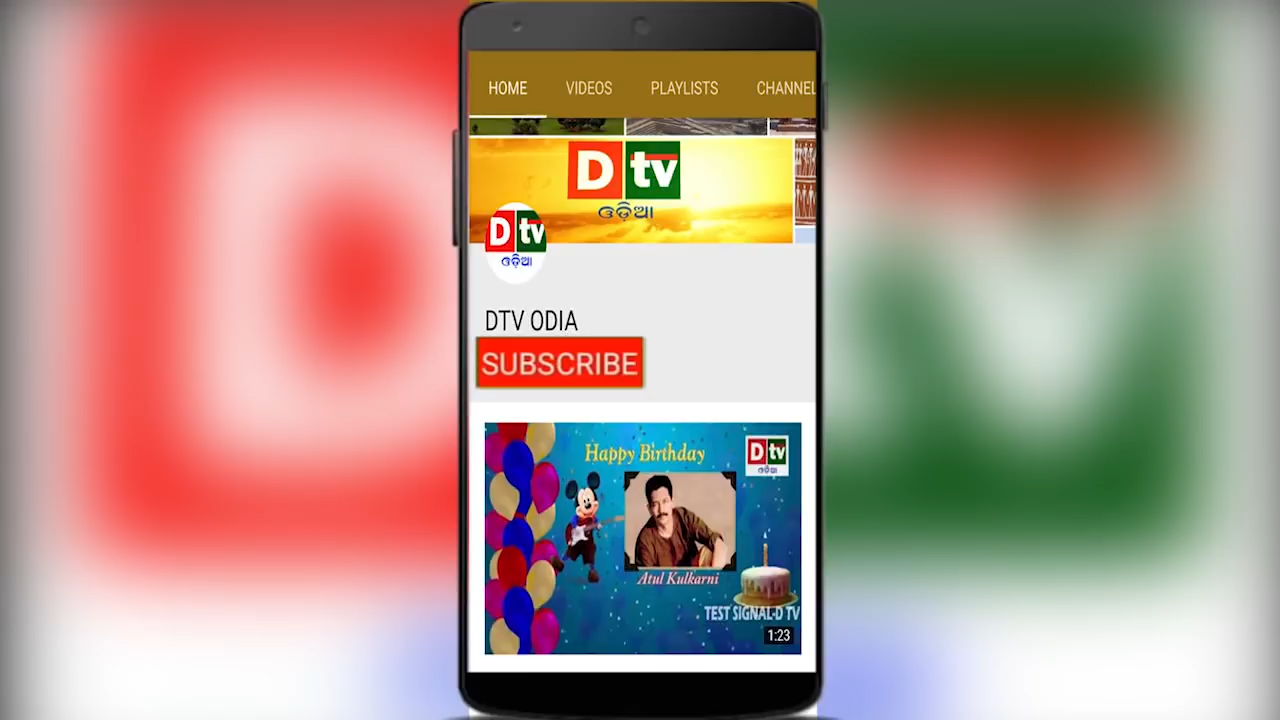 HOME VIDEOS PLAYLISTS CHANNEL
D tv
ଓଡ଼ିଆ
D tv
ଓଡ଼ିଆ
DTV ODIA
SUBSCRIBE
Happy Birthday
D tv
ଓଡ଼ିଆ
Atul Kulkarni
TEST SIGNAL-D TV
1:23